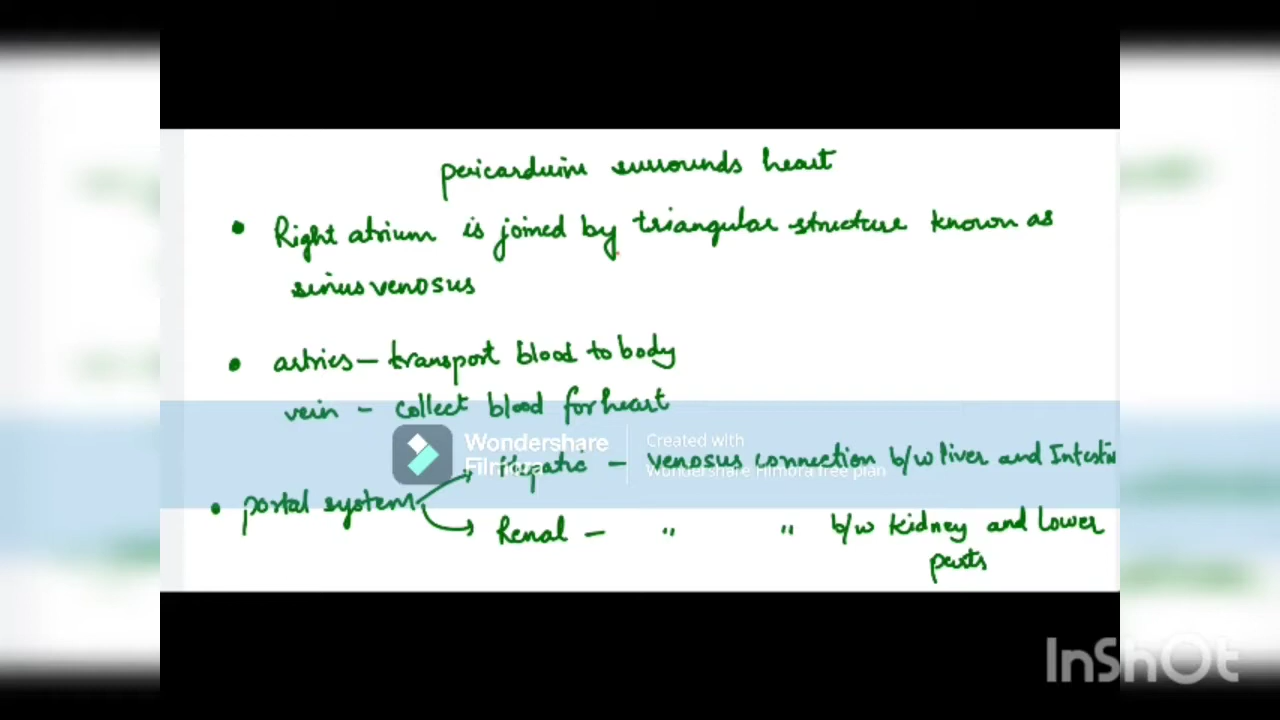 pericarduim surrounds heart
• Right atrium is joined by triangular structure known as
sinus venosus
• artries – transport blood to body
vein – collect blood for heart
Wondershare
Filmora
Created with
Wondershare Filmora free plan
Hepatic – venosus connection b/w liver and Intesti
• portal system
Renal – " " b/w kidney and lower
parts
InShOt